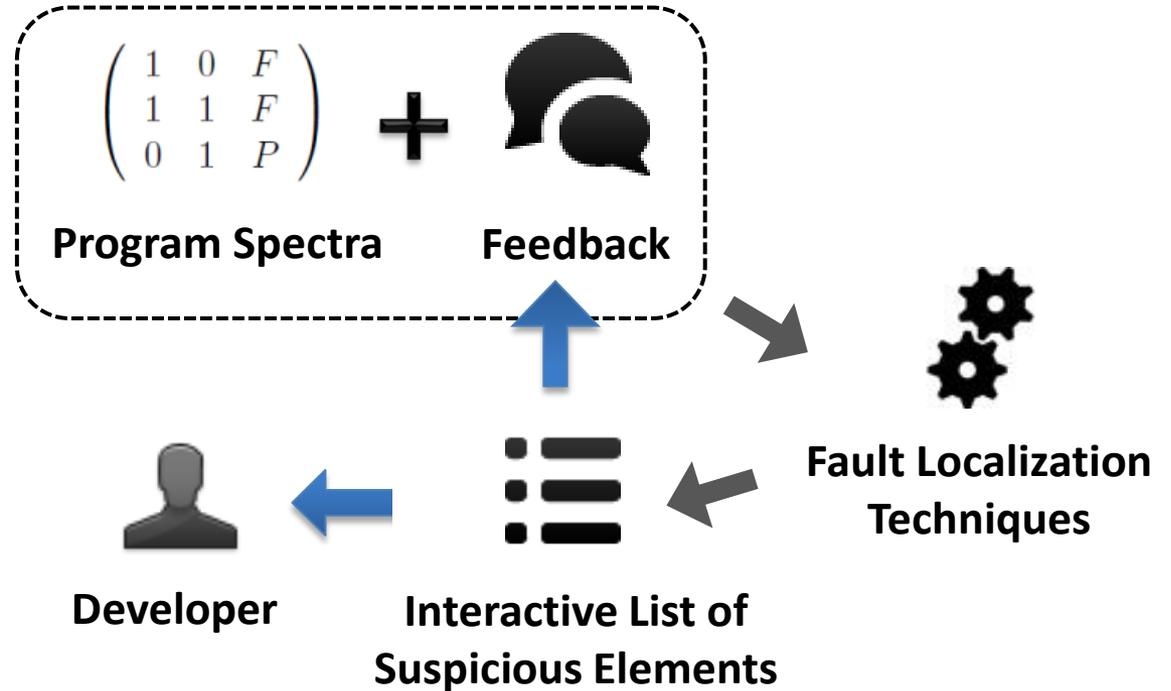 1 0 F
1 1 F
0 1 P
Program Spectra
Feedback
Fault Localization
Techniques
Developer
Interactive List of
Suspicious Elements